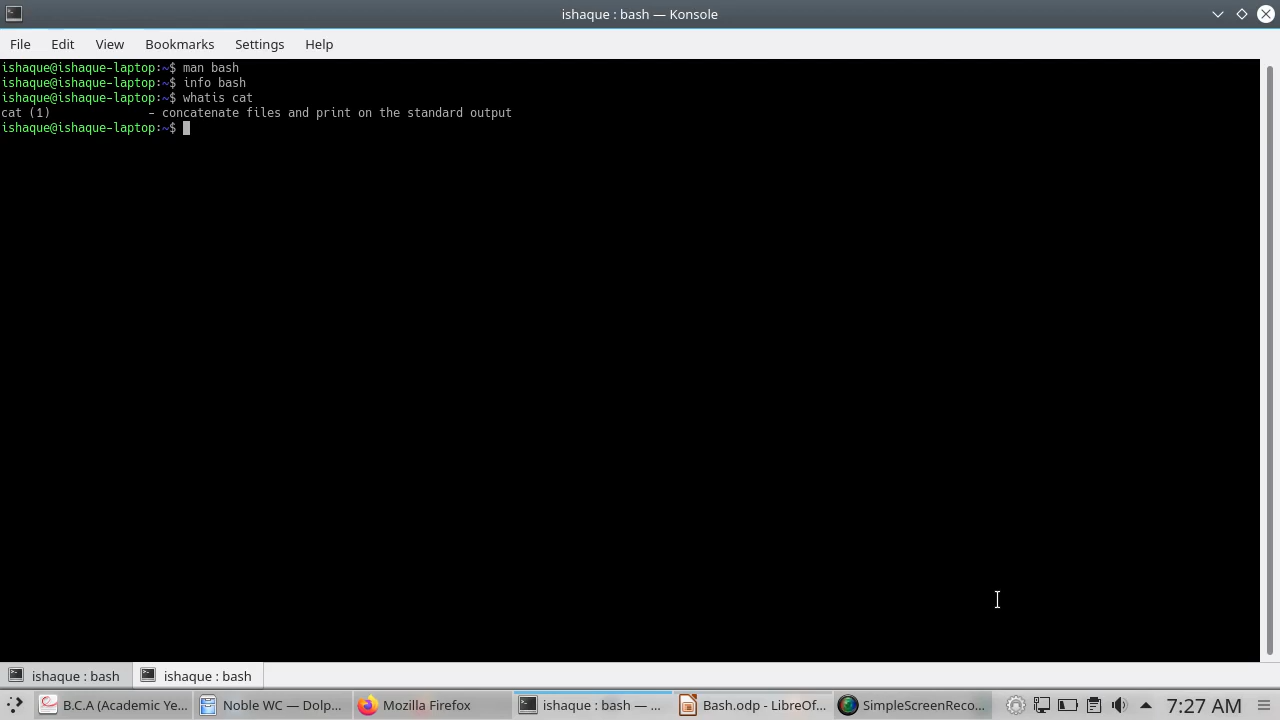 ishaque : bash — Konsole
File Edit View Bookmarks Settings Help
ishaque@ishaque-laptop:~$ man bash
ishaque@ishaque-laptop:~$ info bash
ishaque@ishaque-laptop:~$ whatis cat
cat (1)              - concatenate files and print on the standard output
ishaque@ishaque-laptop:~$
ishaque : bash ishaque : bash
B.C.A (Academic Ye... Noble WC — Dolp... Mozilla Firefox ishaque : bash — ... Bash.odp - LibreOf... SimpleScreenReco... 7:27 AM